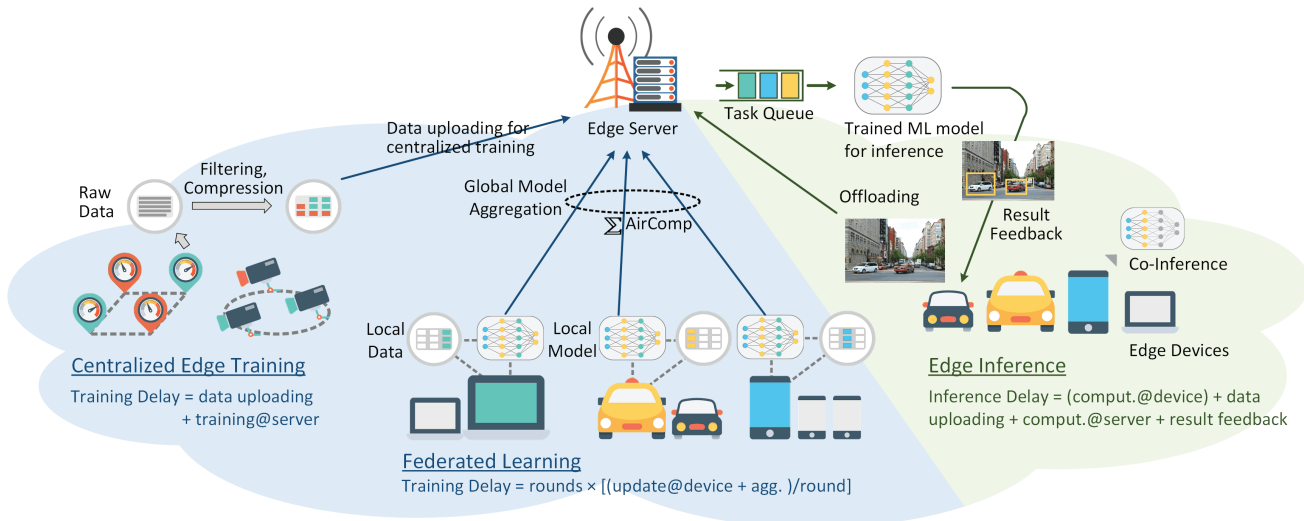 Edge Server
Task Queue
Trained ML model
for inference
Data uploading for
centralized training
Filtering,
Compression
Raw
Data
Global Model
Aggregation
∑ AirComp
Offloading
Result
Feedback
Co-Inference
Edge Devices
Local
Data
Local
Model
Centralized Edge Training
Training Delay = data uploading
+ training@server
Federated Learning
Training Delay = rounds × [(update@device + agg. )/round]
Edge Inference
Inference Delay = (comput.@device) + data
uploading + comput.@server + result feedback